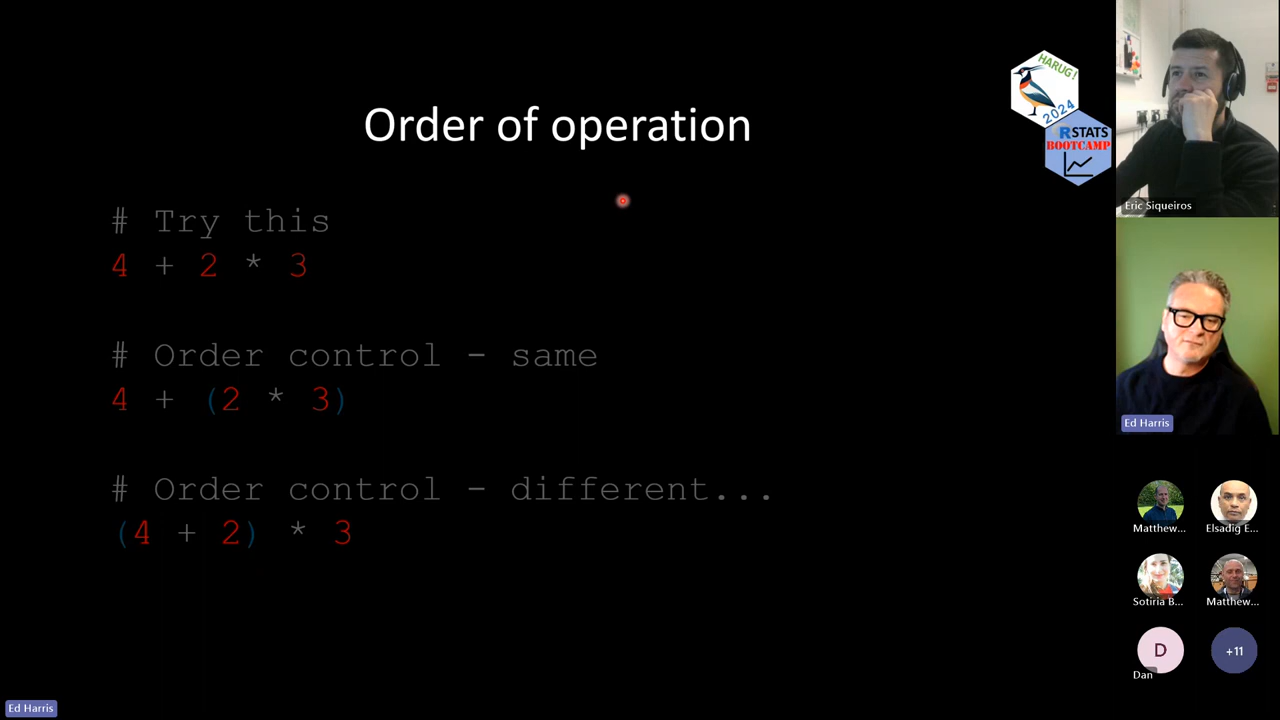 Order of operation
HARUG!
2024
RSTATS
BOOTCAMP
# Try this
4 + 2 * 3
# Order control - same
4 + (2 * 3)
# Order control - different...
(4 + 2) * 3
Eric Siqueiros
Ed Harris
Matthew...
Elsadig E...
Sotiria B...
Matthew...
D
Dan
+11
Ed Harris